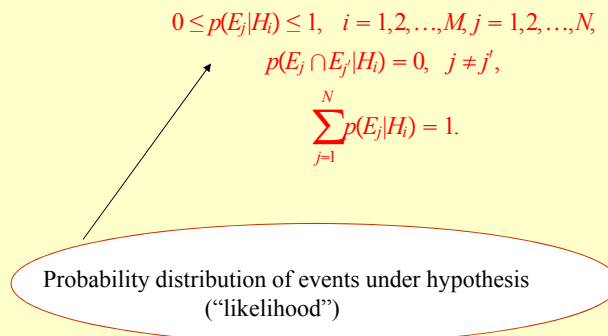 0 ≤ p(E_j|H_i) ≤ 1, i = 1,2,…,M, j = 1,2,…,N,
p(E_j ∩ E_j′|H_i) = 0, j ≠ j′,
∑_{j=1}^{N} p(E_j|H_i) = 1.
Probability distribution of events under hypothesis
(“likelihood”)